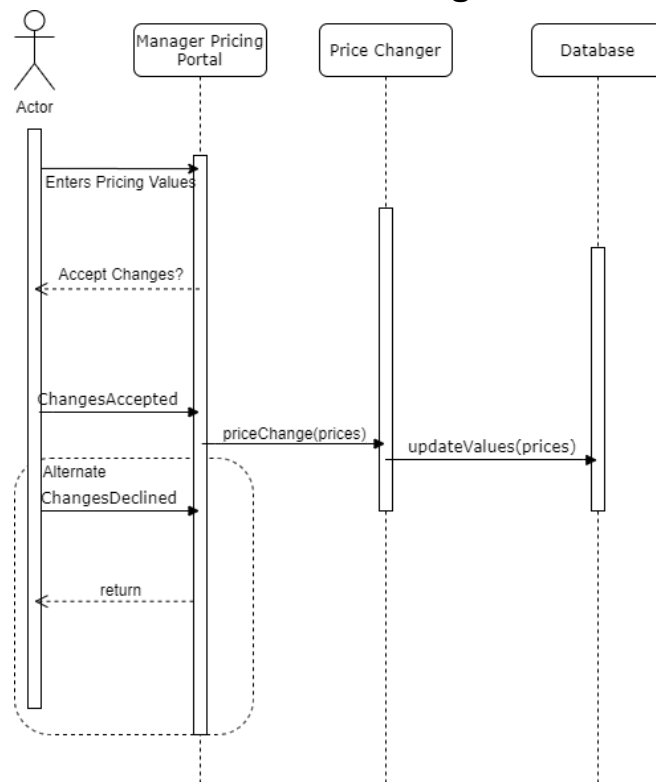 Manager Pricing
Portal
Price Changer
Database
Actor
Enters Pricing Values
Accept Changes?
ChangesAccepted
priceChange(prices)
updateValues(prices)
Alternate
ChangesDeclined
return